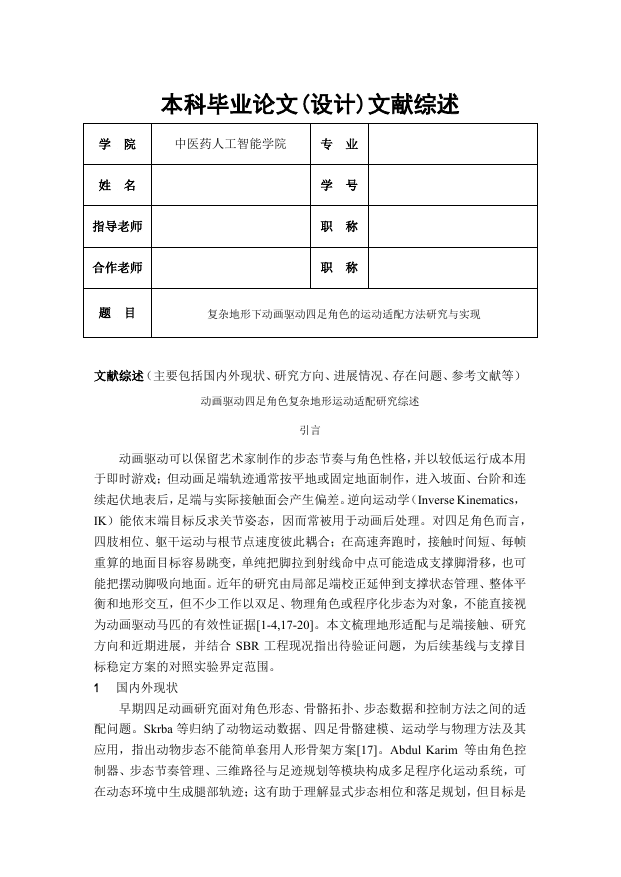 本科毕业论文(设计)文献综述
学 院 中医药人工智能学院 专 业
姓 名 学 号
指导老师 职 称
合作老师 职 称
题 目 复杂地形下动画驱动四足角色的运动适配方法研究与实现
文献综述（主要包括国内外现状、研究方向、进展情况、存在问题、参考文献等）
动画驱动四足角色复杂地形运动适配研究综述
引言
动画驱动可以保留艺术家制作的步态节奏与角色性格，并以较低运行成本用
于即时游戏；但动画足端轨迹通常按平地或固定地面制作，进入坡面、台阶和连
续起伏地表后，足端与实际接触面会产生偏差。逆向运动学（Inverse Kinematics，
IK）能依末端目标反求关节姿态，因而常被用于动画后处理。对四足角色而言，
四肢相位、躯干运动与根节点速度彼此耦合；在高速奔跑时，接触时间短、每帧
重算的地面目标容易跳变，单纯把脚拉到射线命中点可能造成支撑脚滑移，也可
能把摆动脚吸向地面。近年的研究由局部足端校正延伸到支撑状态管理、整体平
衡和地形交互，但不少工作以双足、物理角色或程序化步态为对象，不能直接视
为动画驱动马匹的有效性证据[1-4,17-20]。本文梳理地形适配与足端接触、研究
方向和近期进展，并结合 SBR 工程现况指出待验证问题，为后续基线与支撑目
标稳定方案的对照实验界定范围。
1 国内外现状
早期四足动画研究面对角色形态、骨骼拓扑、步态数据和控制方法之间的适
配问题。Skrba 等归纳了动物运动数据、四足骨骼建模、运动学与物理方法及其
应用，指出动物步态不能简单套用人形骨架方案[17]。Abdul Karim 等由角色控
制器、步态节奏管理、三维路径与足迹规划等模块构成多足程序化运动系统，可
在动态环境中生成腿部轨迹；这有助于理解显式步态相位和落足规划，但目标是